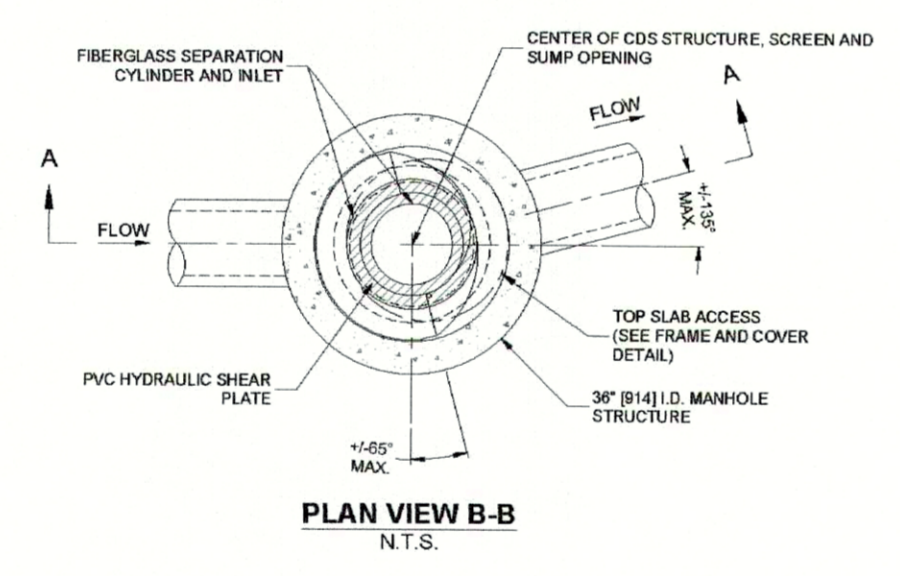 FIBERGLASS SEPARATION
CYLINDER AND INLET
CENTER OF CDS STRUCTURE, SCREEN AND
SUMP OPENING
A
FLOW
A
FLOW
+/-135°
MAX.
TOP SLAB ACCESS
(SEE FRAME AND COVER
DETAIL)
PVC HYDRAULIC SHEAR
PLATE
36" [914] I.D. MANHOLE
STRUCTURE
+/-65°
MAX.
PLAN VIEW B-B
N.T.S.